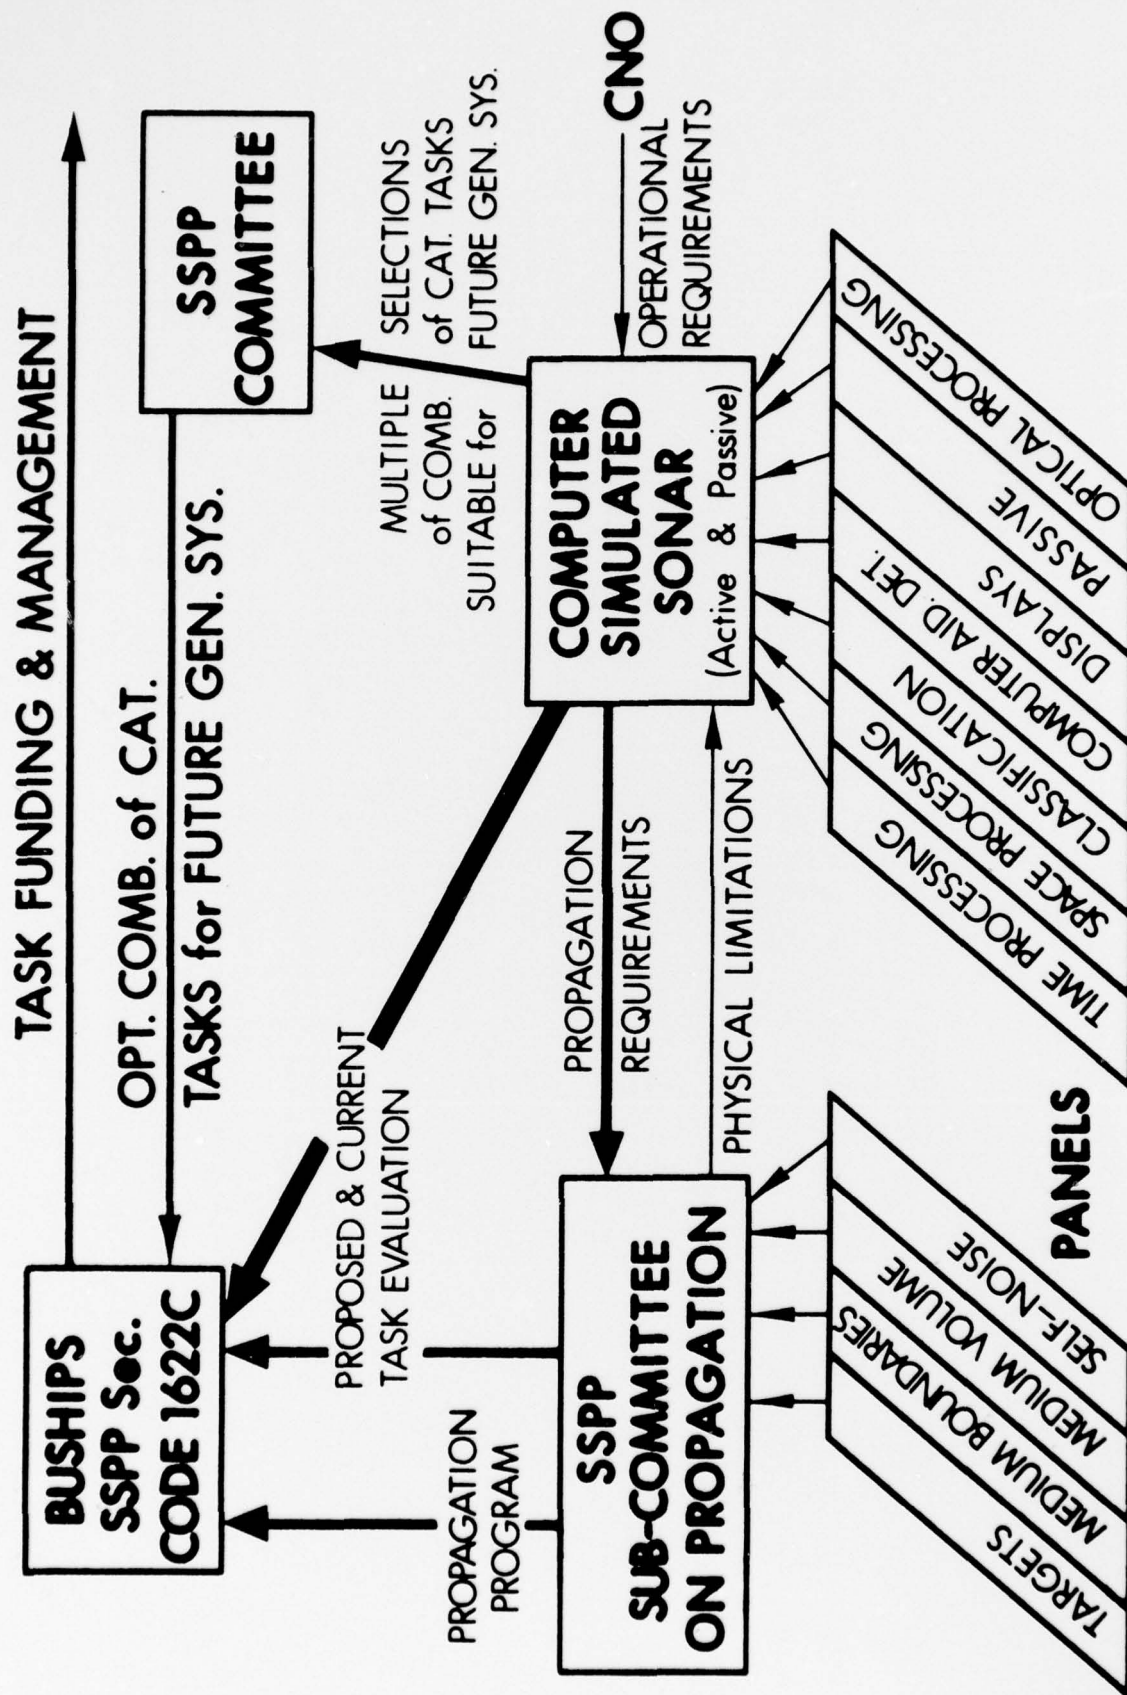 TASK FUNDING & MANAGEMENT
BUSHIPS
SSPP Sec.
CODE 1622C
OPT. COMB. of CAT.
TASKS for FUTURE GEN. SYS.
SSPP
COMMITTEE
PROPOSED & CURRENT
TASK EVALUATION
MULTIPLE SELECTIONS
of COMB. of CAT. TASKS
SUITABLE for FUTURE GEN. SYS.
PROPAGATION
PROGRAM
SSPP
SUB-COMMITTEE
ON PROPAGATION
PROPAGATION
REQUIREMENTS
PHYSICAL LIMITATIONS
COMPUTER
SIMULATED
SONAR
(Active & Passive)
CNO
OPERATIONAL
REQUIREMENTS
TARGETS
MEDIUM BOUNDARIES
MEDIUM VOLUME
SELF-NOISE
PANELS
TIME PROCESSING
SPACE PROCESSING
CLASSIFICATION
COMPUTER AID. DET.
DISPLAYS
PASSIVE
OPTICAL PROCESSING